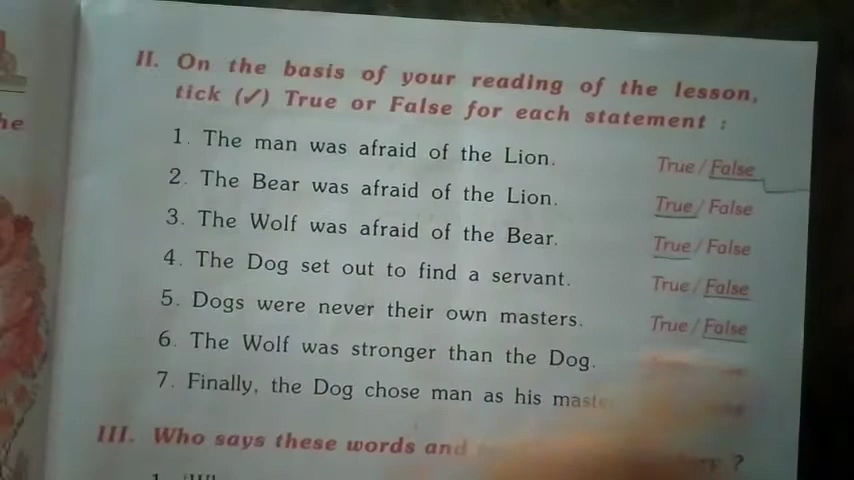 he
II. On the basis of your reading of the lesson,
tick (✓) True or False for each statement :
1. The man was afraid of the Lion. True / False
2. The Bear was afraid of the Lion. True / False
3. The Wolf was afraid of the Bear. True / False
4. The Dog set out to find a servant. True / False
5. Dogs were never their own masters. True / False
6. The Wolf was stronger than the Dog.
7. Finally, the Dog chose man as his
III. Who says these words and ?
1.